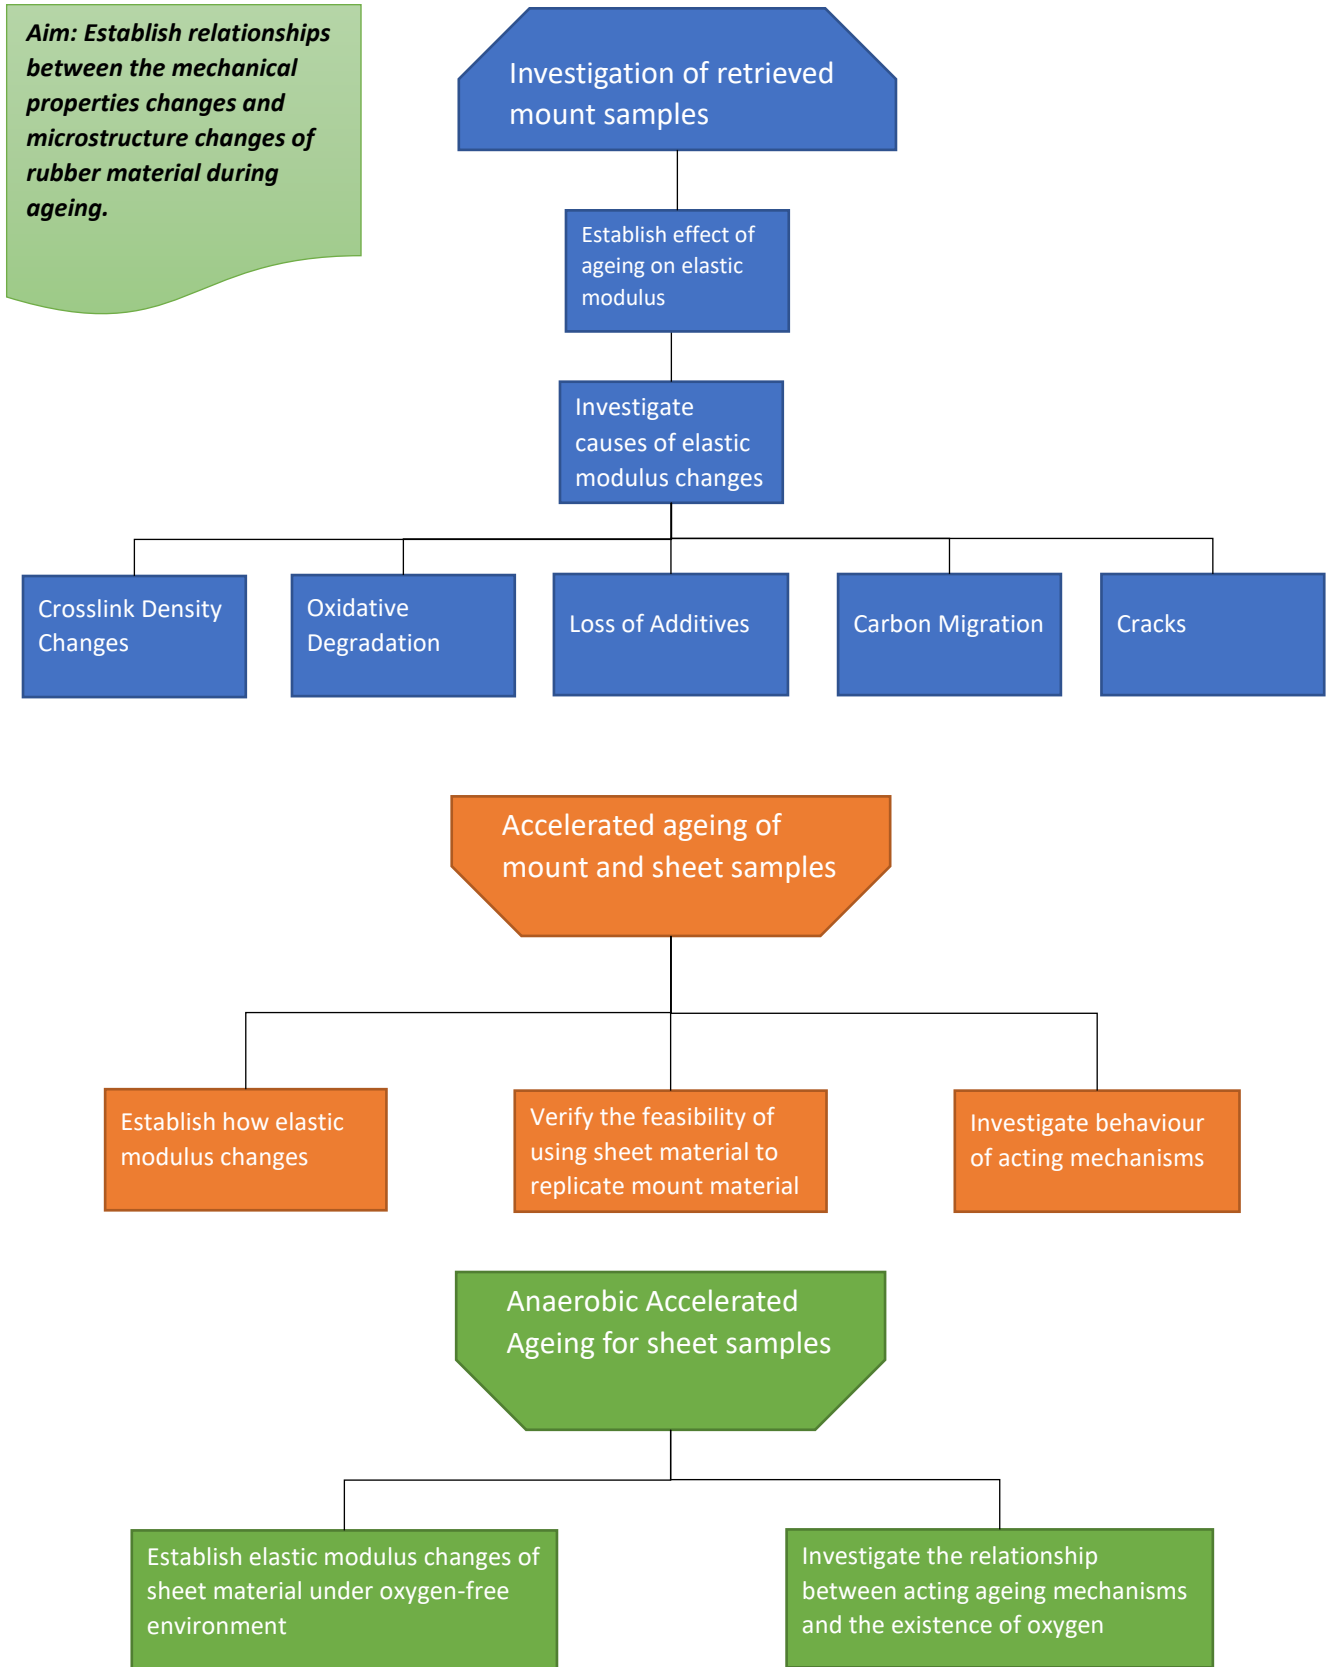 Aim: Establish relationships
between the mechanical
properties changes and
microstructure changes of
rubber material during
ageing.
Investigation of retrieved
mount samples
Establish effect of
ageing on elastic
modulus
Investigate
causes of elastic
modulus changes
Crosslink Density
Changes
Oxidative
Degradation
Loss of Additives
Carbon Migration
Cracks
Accelerated ageing of
mount and sheet samples
Establish how elastic
modulus changes
Verify the feasibility of
using sheet material to
replicate mount material
Investigate behaviour
of acting mechanisms
Anaerobic Accelerated
Ageing for sheet samples
Establish elastic modulus changes of
sheet material under oxygen-free
environment
Investigate the relationship
between acting ageing mechanisms
and the existence of oxygen